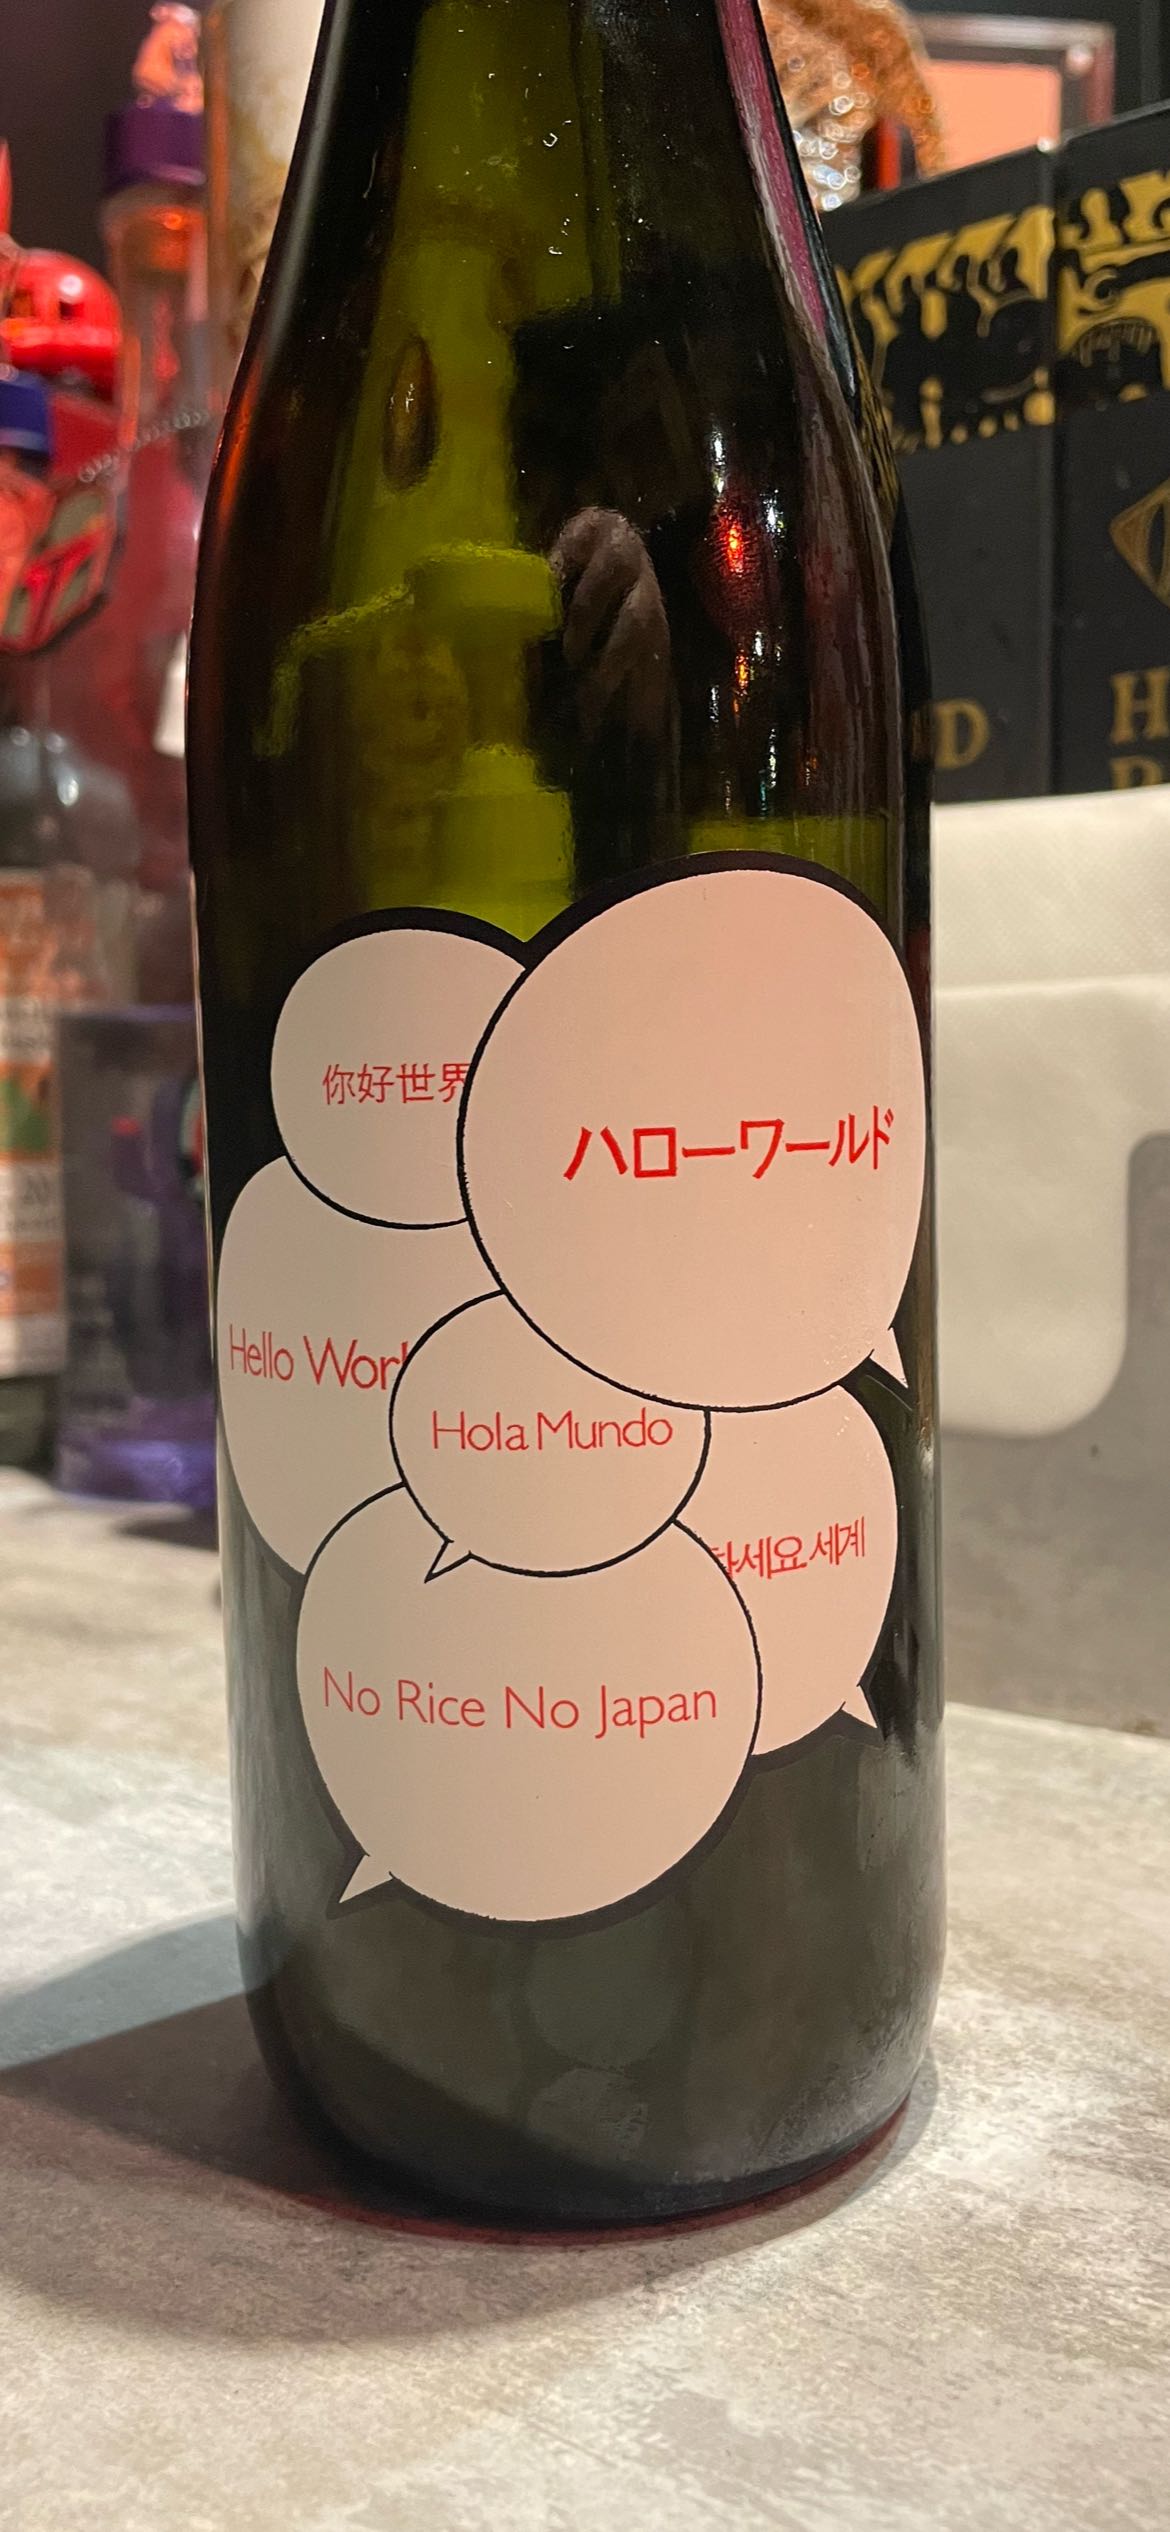 你好世界
ハローワールド
Hello Worl
Hola Mundo
하세요 세계
No Rice No Japan